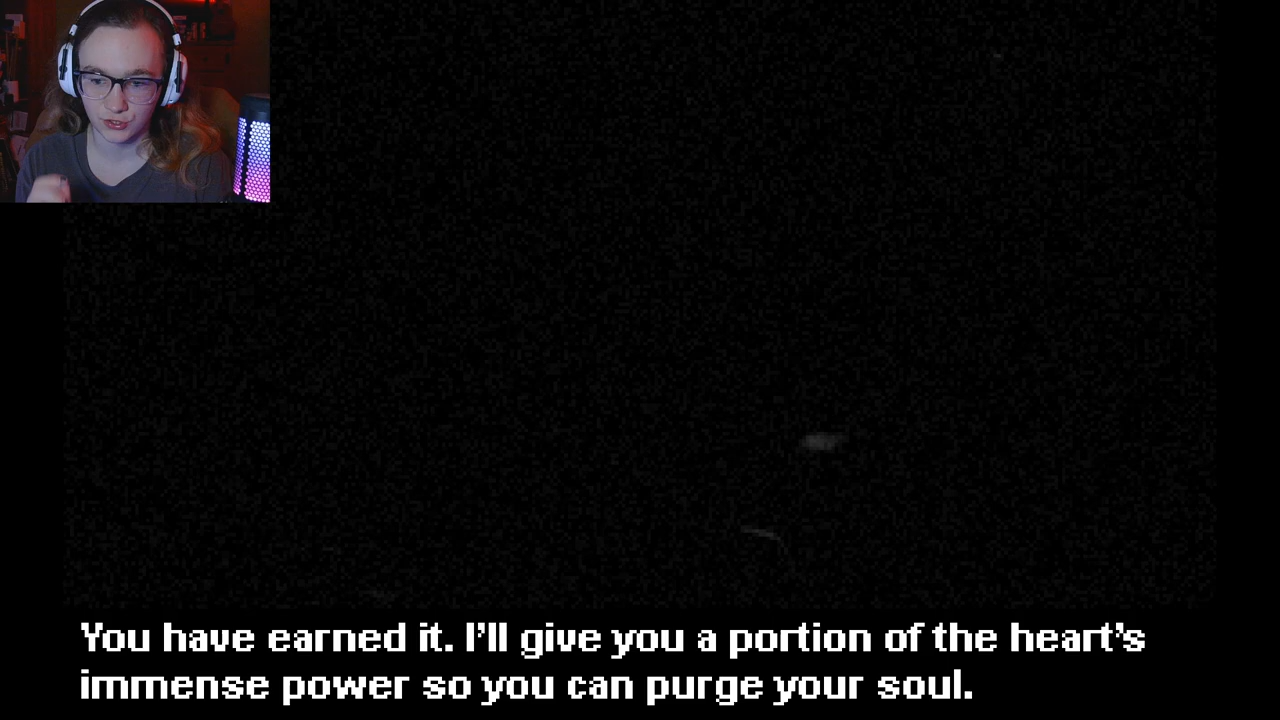 You have earned it. I'll give you a portion of the heart's
immense power so you can purge your soul.